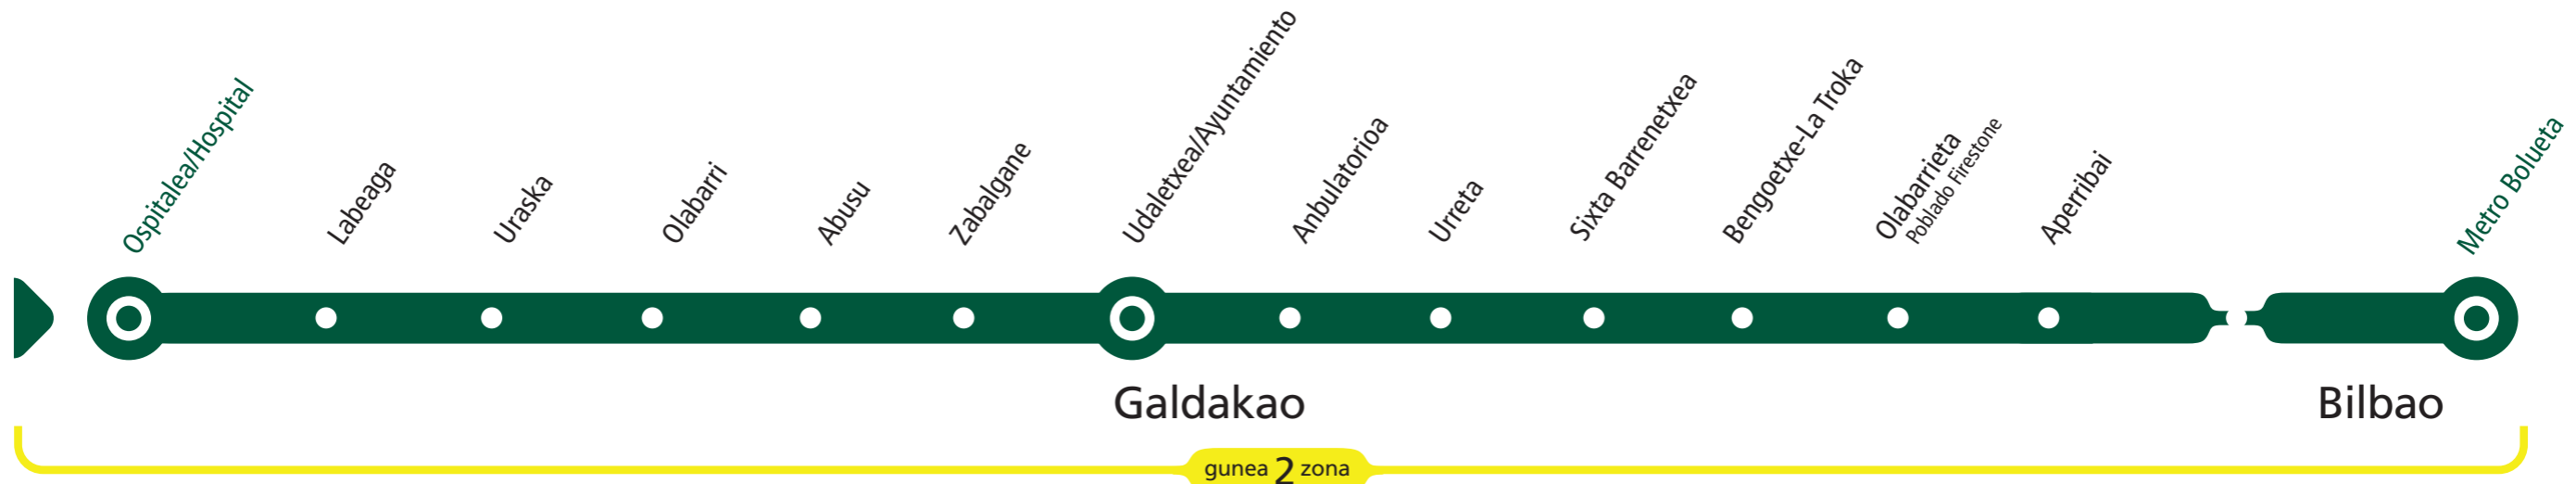 Ospitalea/Hospital
Labeaga
Uraska
Olabarri
Abusu
Zabalgane
Udaletxea/Ayuntamiento
Anbulatorioa
Urreta
Sixta Barrenetxea
Bengoetxe-La Troka
Olabarrieta
Poblado Firestone
Aperribai
Metro Bolueta
Galdakao
Bilbao
gunea 2 zona